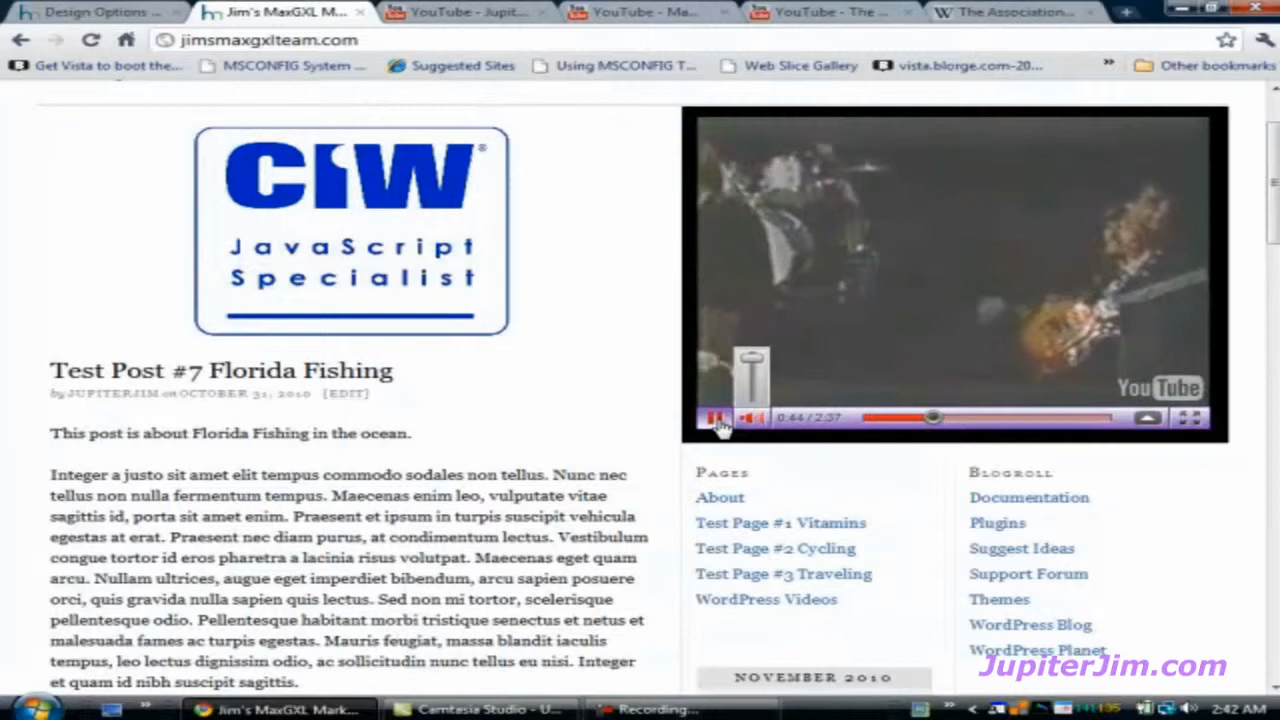 Design Options ...
Jim's MaxGXL M...
YouTube - Jupit...
YouTube - Ma...
YouTube - The ...
The Association...
jimsmaxgxlteam.com
Get Vista to boot the...
MSCONFIG System ...
Suggested Sites
Using MSCONFIG T...
Web Slice Gallery
vista.blorge.com-20...
Other bookmarks
CIW®
JavaScript
Specialist
Test Post #7 Florida Fishing
by JUPITERJIM on OCTOBER 31, 2010 [EDIT]
This post is about Florida Fishing in the ocean.
Integer a justo sit amet elit tempus commodo sodales non tellus. Nunc nec
tellus non nulla fermentum tempus. Maecenas enim leo, vulputate vitae
sagittis id, porta sit amet enim. Praesent et ipsum in turpis suscipit vehicula
egestas at erat. Praesent nec diam purus, at condimentum lectus. Vestibulum
congue tortor id eros pharetra a lacinia risus volutpat. Maecenas eget quam
arcu. Nullam ultrices, augue eget imperdiet bibendum, arcu sapien posuere
orci, quis gravida nulla sapien quis lectus. Sed non mi tortor, scelerisque
pellentesque odio. Pellentesque habitant morbi tristique senectus et netus et
malesuada fames ac turpis egestas. Mauris feugiat, massa blandit iaculis
tempus, leo lectus dignissim odio, ac sollicitudin nunc tellus eu nisi. Integer
et quam id nibh suscipit sagittis.
YouTube
0:44 / 2:37
PAGES
About
Test Page #1 Vitamins
Test Page #2 Cycling
Test Page #3 Traveling
WordPress Videos
BLOGROLL
Documentation
Plugins
Suggest Ideas
Support Forum
Themes
WordPress Blog
WordPress Planet
NOVEMBER 2010
JupiterJim.com
Jim's MaxGXL Mark...
Camtasia Studio - U...
Recording...
2:42 AM